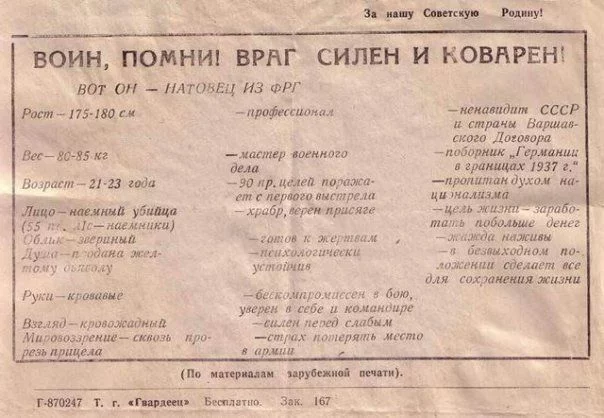 За нашу Советскую Родину!
ВОИН, ПОМНИ! ВРАГ СИЛЕН И КОВАРЕН!
ВОТ ОН — НАТОВЕЦ ИЗ ФРГ
Рост — 175-180 см
Вес — 80-85 кг
Возраст — 21-23 года
Лицо — наемный убийца
(55 пр. л/с — наемники)
Облик — звериный
Душа — продана жел-
тому дьяволу
Руки — кровавые
Взгляд — кровожадный
Мировоззрение — сквозь про-
резь прицела
— профессионал
— мастер военного
дела
— 90 пр. целей поража-
ет с первого выстрела
— храбр, верен присяге
— готов к жертвам
— психологически
устойчив
— бескомпромиссен в бою,
уверен в себе и командире
— силен перед слабым
— страх потерять место
в армии
— ненавидит СССР
и страны Варшав-
ского Договора
— поборник „Германии
в границах 1937 г.“
— пропитан духом на-
ционализма
— цель жизни — зарабо-
тать побольше денег
— жажда наживы
— в безвыходном по-
ложении сделает все
для сохранения жизни
(По материалам зарубежной печати).
Г-870247 Т. г. «Гвардеец» Бесплатно. Зак. 167